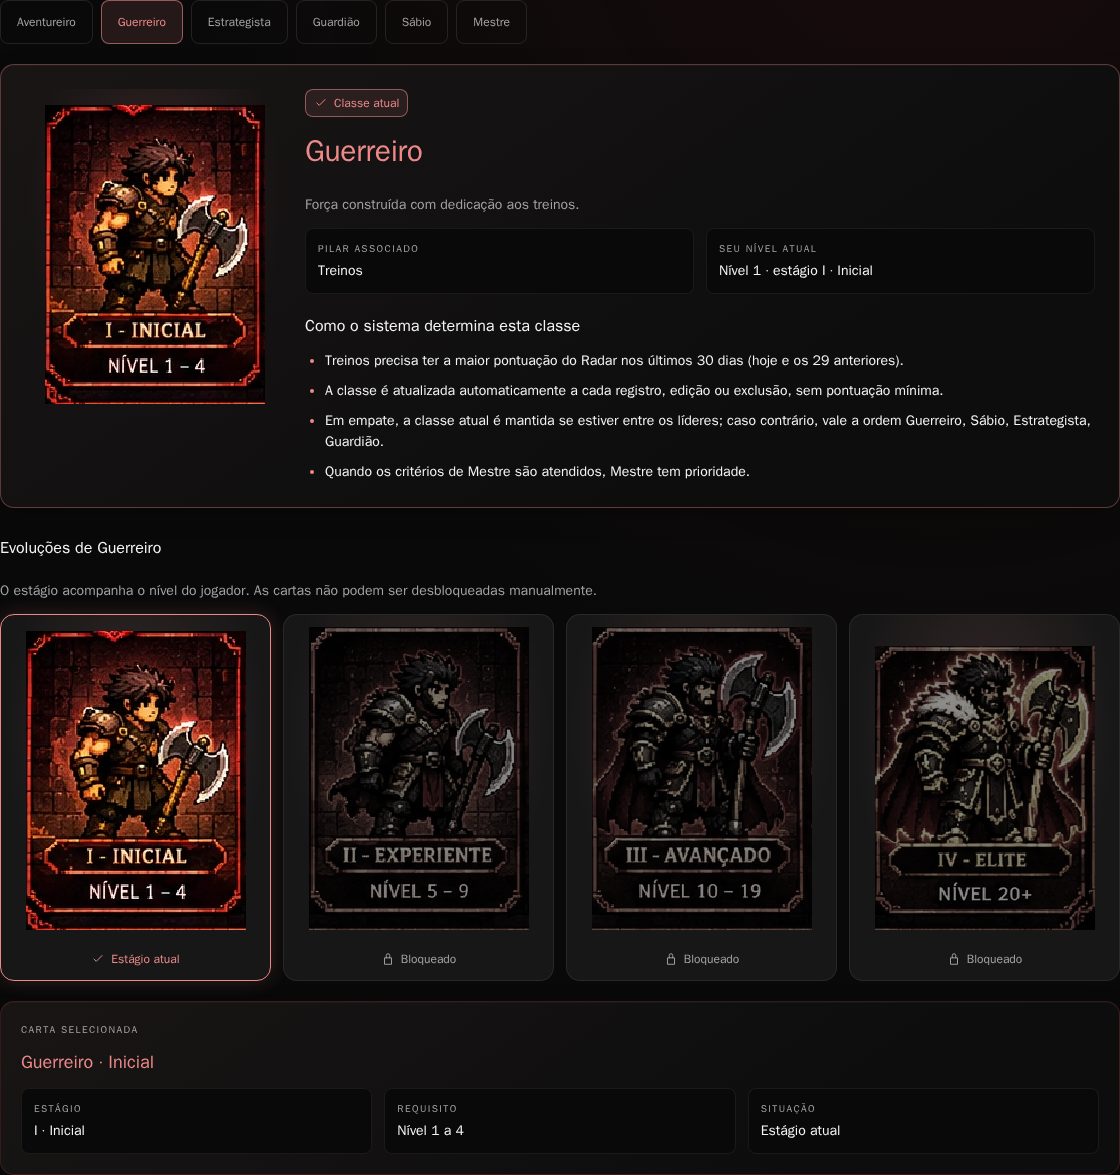 Aventureiro
Guerreiro
Estrategista
Guardião
Sábio
Mestre
I - INICIAL
NÍVEL 1 – 4
Classe atual
Guerreiro
Força construída com dedicação aos treinos.
PILAR ASSOCIADO
Treinos
SEU NÍVEL ATUAL
Nível 1 · estágio I · Inicial
Como o sistema determina esta classe
Treinos precisa ter a maior pontuação do Radar nos últimos 30 dias (hoje e os 29 anteriores).
A classe é atualizada automaticamente a cada registro, edição ou exclusão, sem pontuação mínima.
Em empate, a classe atual é mantida se estiver entre os líderes; caso contrário, vale a ordem Guerreiro, Sábio, Estrategista,
Guardião.
Quando os critérios de Mestre são atendidos, Mestre tem prioridade.
Evoluções de Guerreiro
O estágio acompanha o nível do jogador. As cartas não podem ser desbloqueadas manualmente.
I - INICIAL
NÍVEL 1 – 4
Estágio atual
II - EXPERIENTE
NÍVEL 5 – 9
Bloqueado
III - AVANÇADO
NÍVEL 10 – 19
Bloqueado
IV - ELITE
NÍVEL 20+
Bloqueado
CARTA SELECIONADA
Guerreiro · Inicial
ESTÁGIO
I · Inicial
REQUISITO
Nível 1 a 4
SITUAÇÃO
Estágio atual